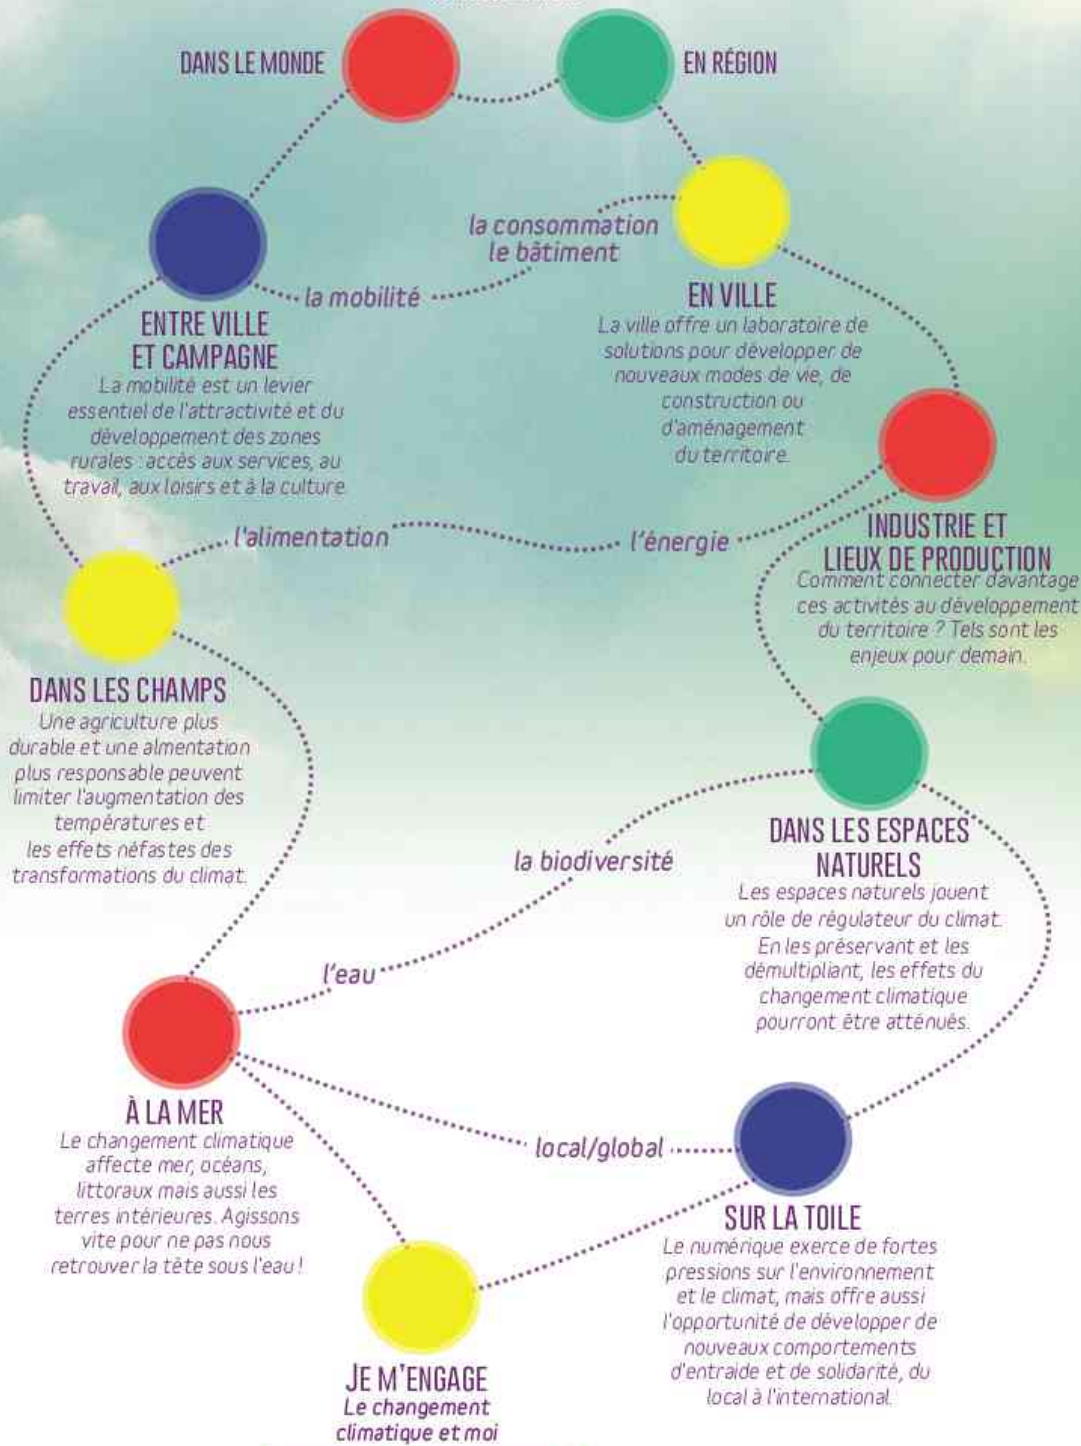 DANS LE MONDE
EN RÉGION
la consommation
le bâtiment
la mobilité
ENTRE VILLE
ET CAMPAGNE
La mobilité est un levier
essentiel de l'attractivité et du
développement des zones
rurales : accès aux services, au
travail, aux loisirs et à la culture
EN VILLE
La ville offre un laboratoire de
solutions pour développer de
nouveaux modes de vie, de
construction ou
d'aménagement
du territoire.
l'alimentation
l'énergie
INDUSTRIE ET
LIEUX DE PRODUCTION
Comment connecter davantage
ces activités au développement
du territoire ? Tels sont les
enjeux pour demain.
DANS LES CHAMPS
Une agriculture plus
durable et une almentation
plus responsable peuvent
limiter l'augmentation des
températures et
les effets néfastes des
transformations du climat.
la biodiversité
l'eau
DANS LES ESPACES
NATURELS
Les espaces naturels jouent
un rôle de régulateur du climat.
En les préservant et les
démultipliant, les effets du
changement climatique
pourront être atténués.
À LA MER
Le changement climatique
affecte mer, océans,
littoraux mais aussi les
terres intérieures. Agissons
vite pour ne pas nous
retrouver la tête sous l'eau !
local/global
SUR LA TOILE
Le numérique exerce de fortes
pressions sur l'environnement
et le climat, mais offre aussi
l'opportunité de développer de
nouveaux comportements
d'entraide et de solidarité, du
local à l'international.
JE M'ENGAGE
Le changement
climatique et moi